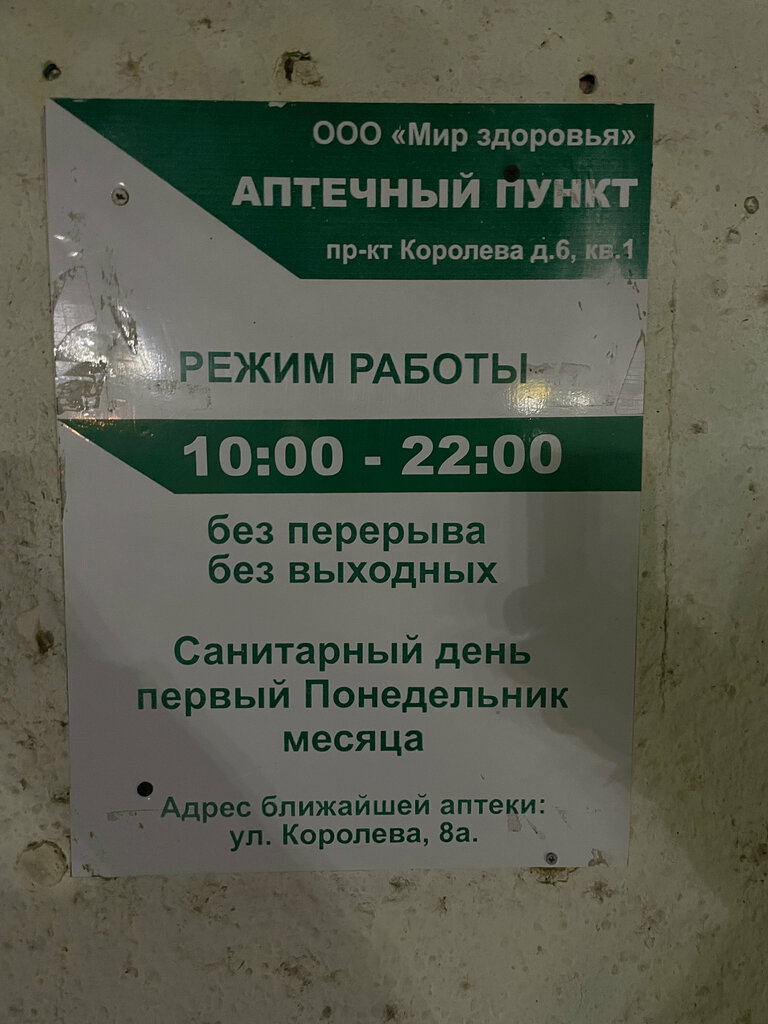 ООО «Мир здоровья»
АПТЕЧНЫЙ ПУНКТ
пр-кт Королева д.6, кв.1
РЕЖИМ РАБОТЫ
10:00 - 22:00
без перерыва
без выходных
Санитарный день
первый Понедельник
месяца
Адрес ближайшей аптеки:
ул. Королева, 8а.